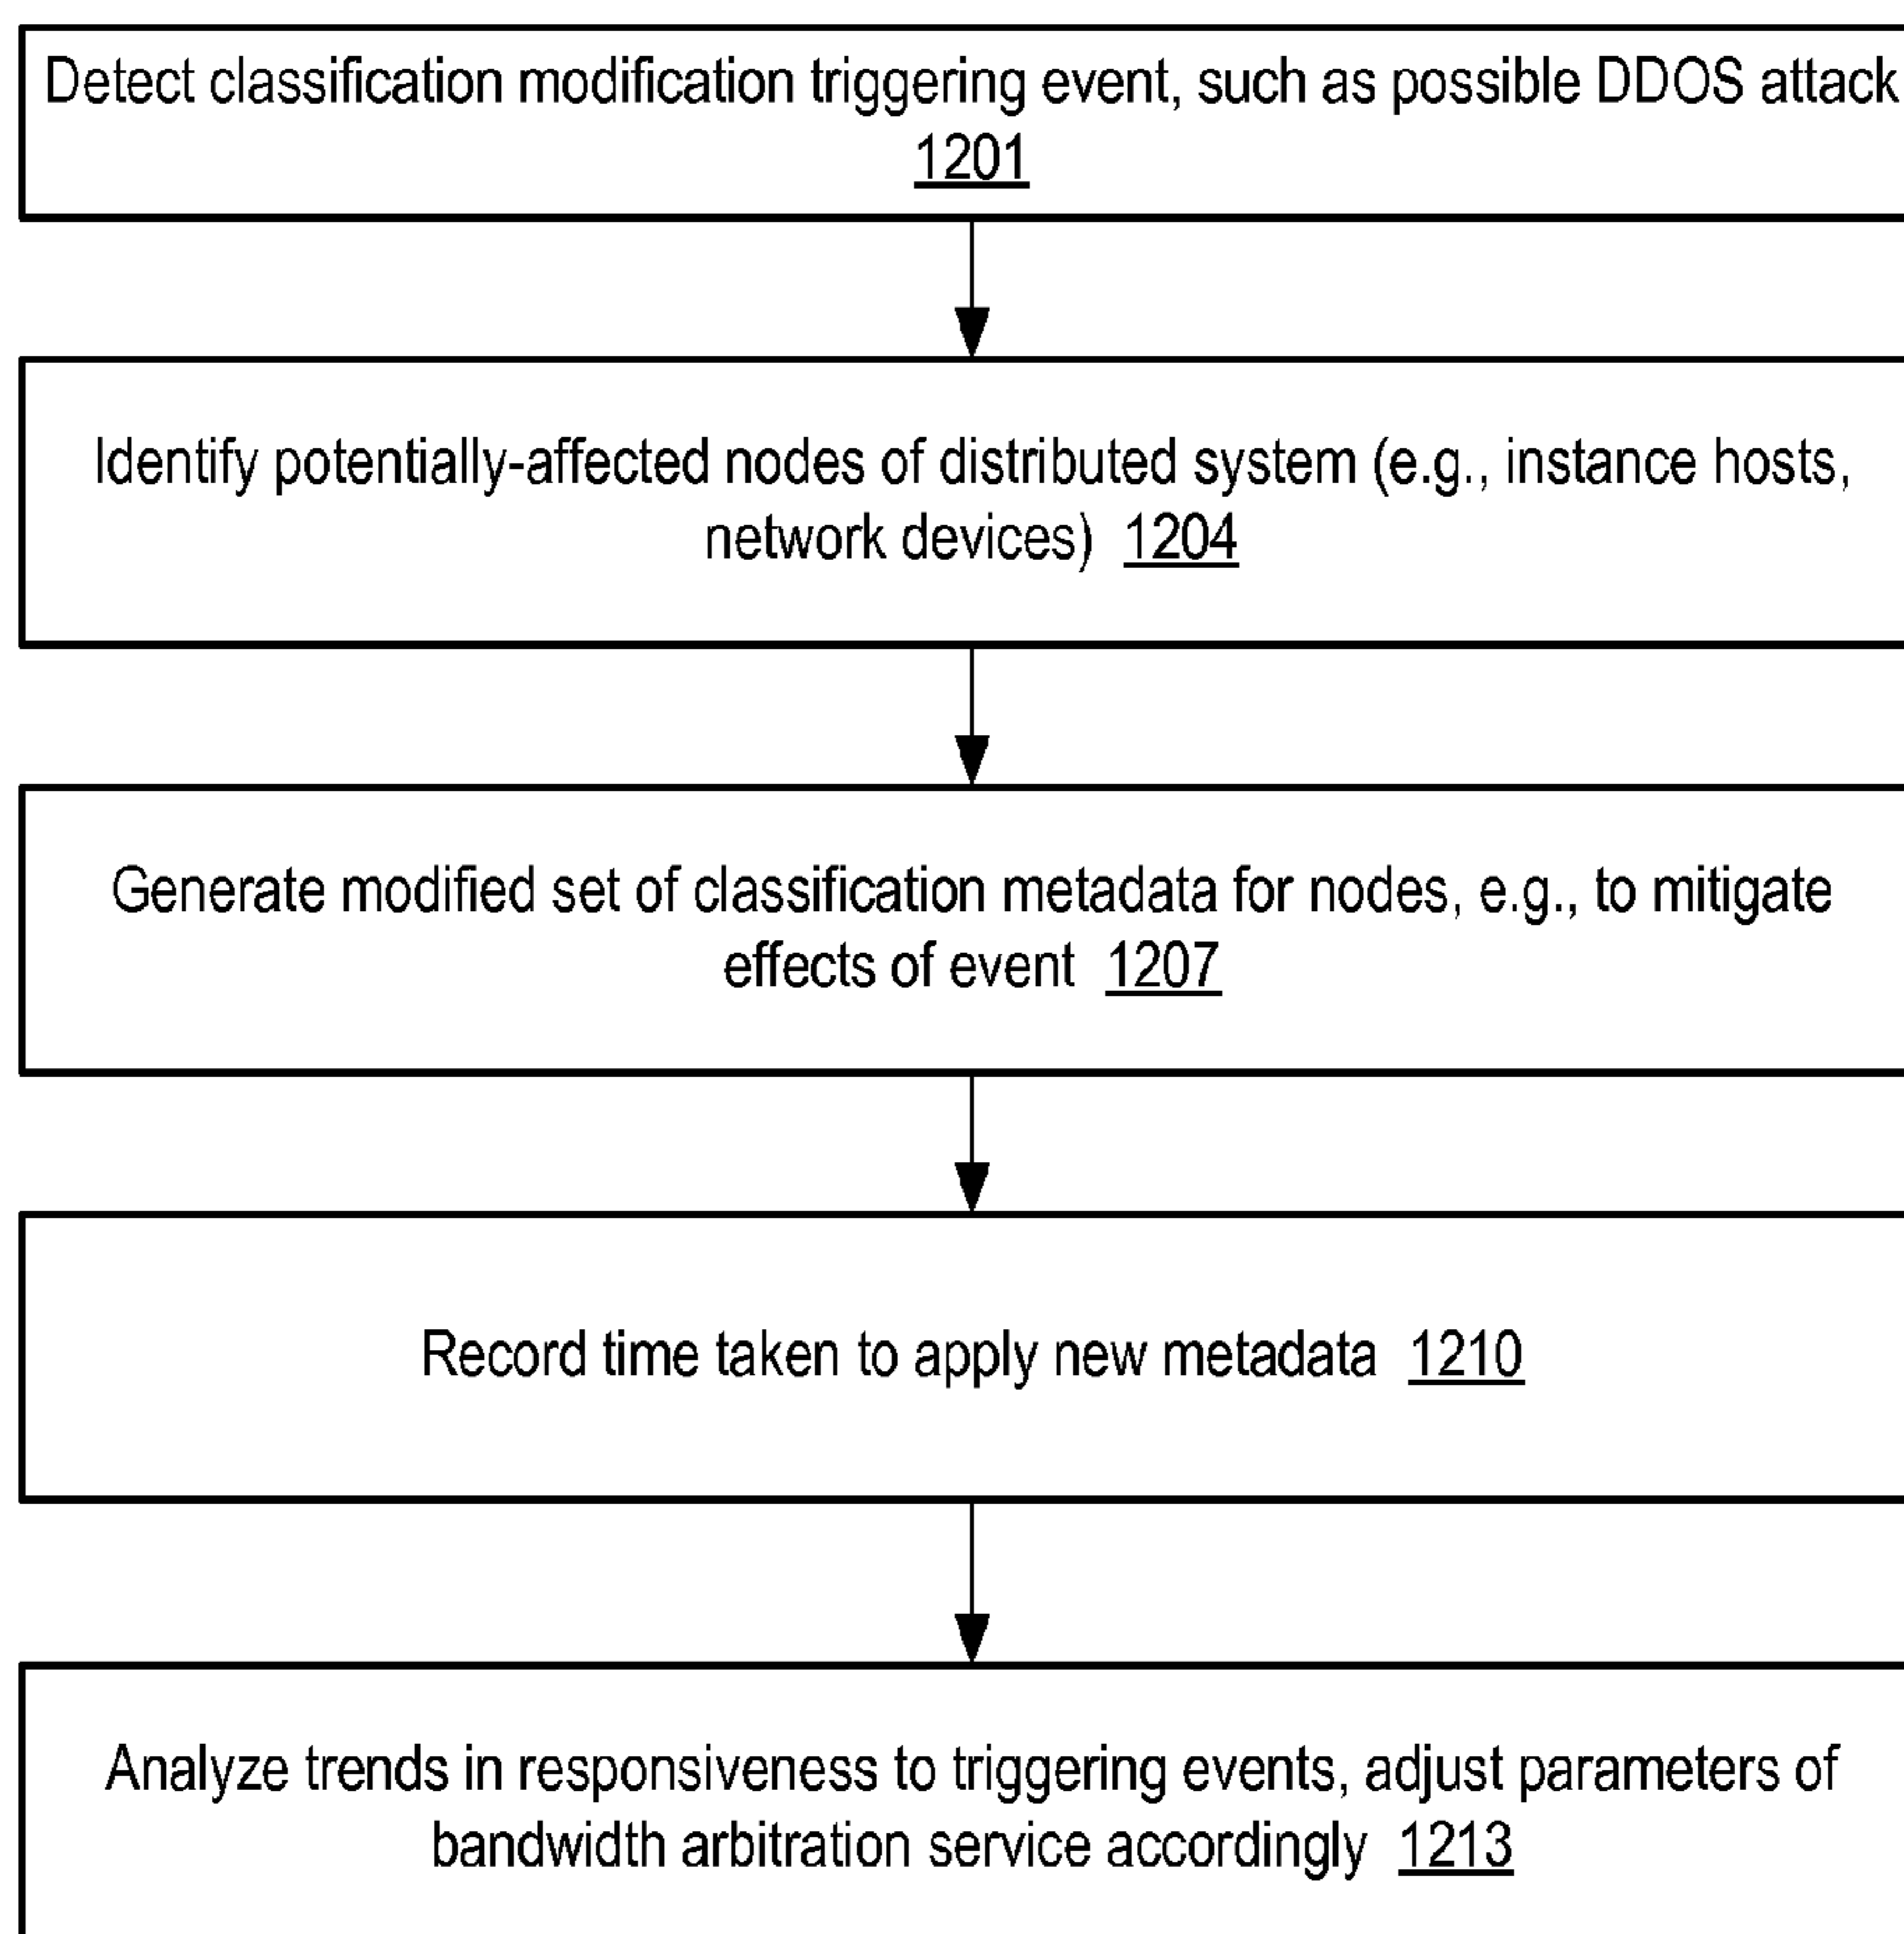 Detect classification modification triggering event, such as possible DDOS attack
1201
Identify potentially-affected nodes of distributed system (e.g., instance hosts,
network devices) 1204
Generate modified set of classification metadata for nodes, e.g., to mitigate
effects of event 1207
Record time taken to apply new metadata 1210
Analyze trends in responsiveness to triggering events, adjust parameters of
bandwidth arbitration service accordingly 1213